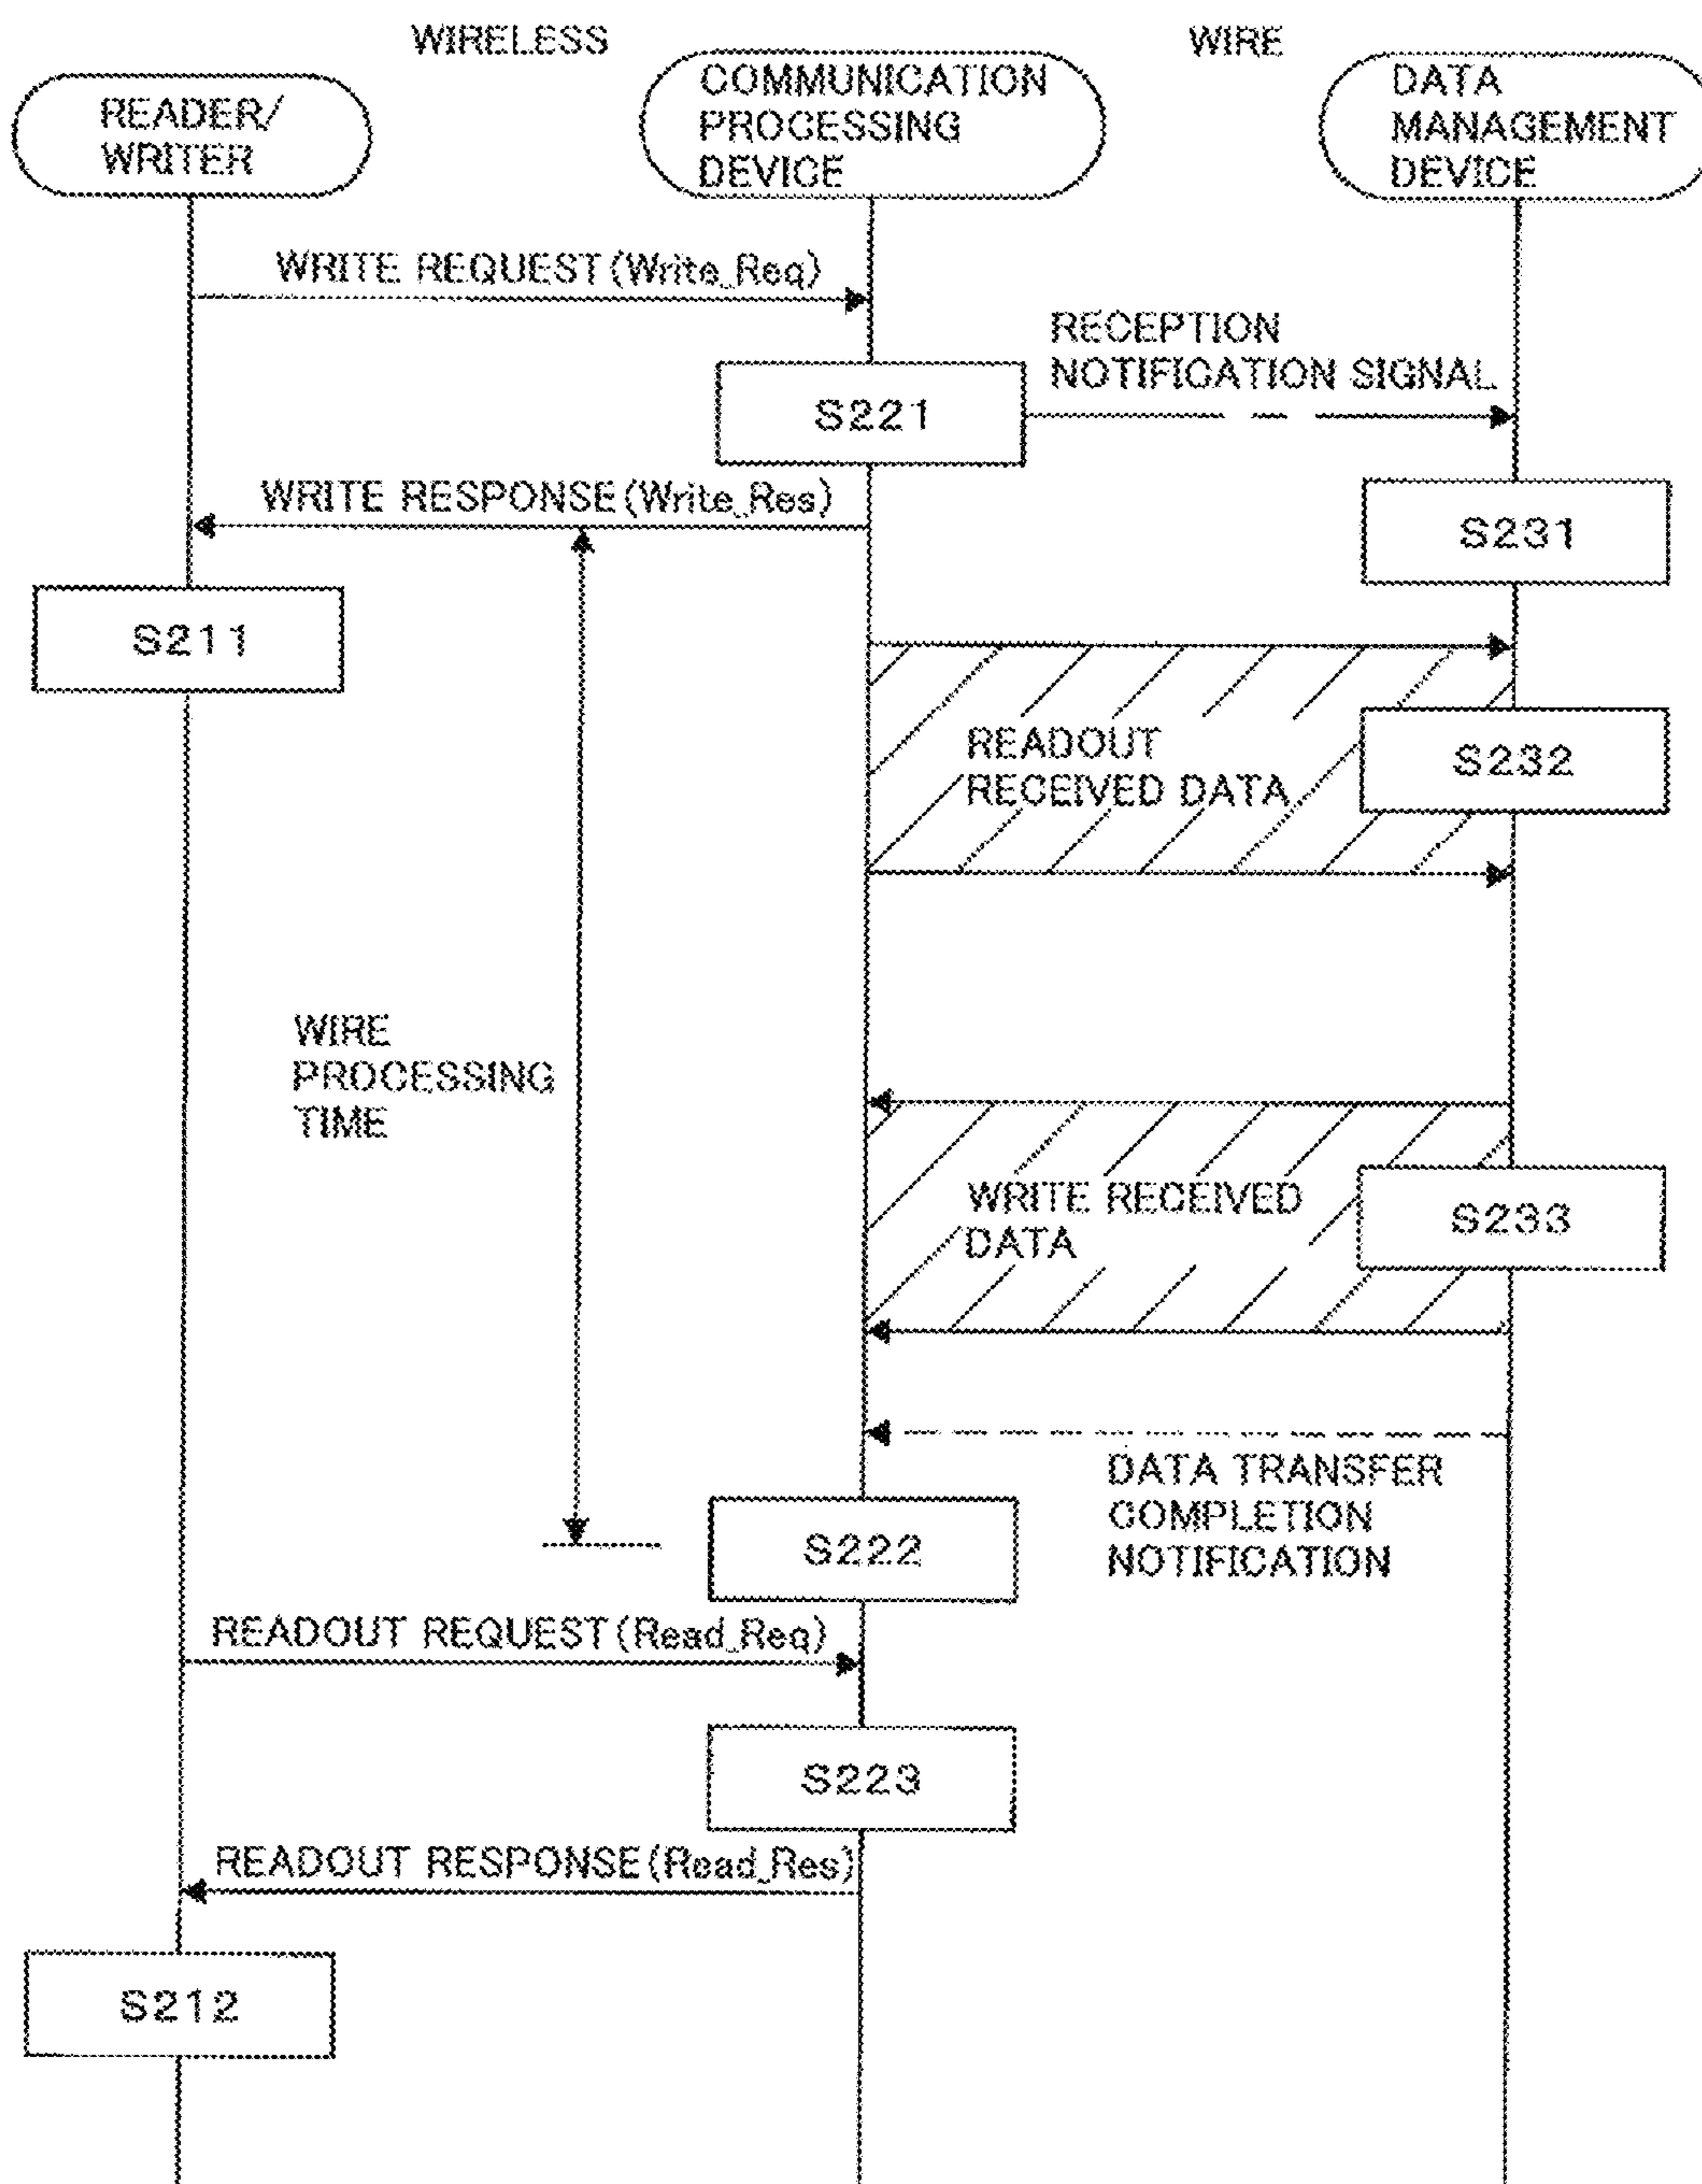 WIRELESS
WIRE
READER/
WRITER
COMMUNICATION
PROCESSING
DEVICE
DATA
MANAGEMENT
DEVICE
WRITE REQUEST(Write_Req)
RECEPTION
NOTIFICATION SIGNAL
S221
WRITE RESPONSE(Write_Res)
S231
S211
READOUT
RECEIVED DATA
S232
WIRE
PROCESSING
TIME
WRITE RECEIVED
DATA
S233
DATA TRANSFER
COMPLETION
NOTIFICATION
S222
READOUT REQUEST(Read_Req)
S223
READOUT RESPONSE(Read_Res)
S212